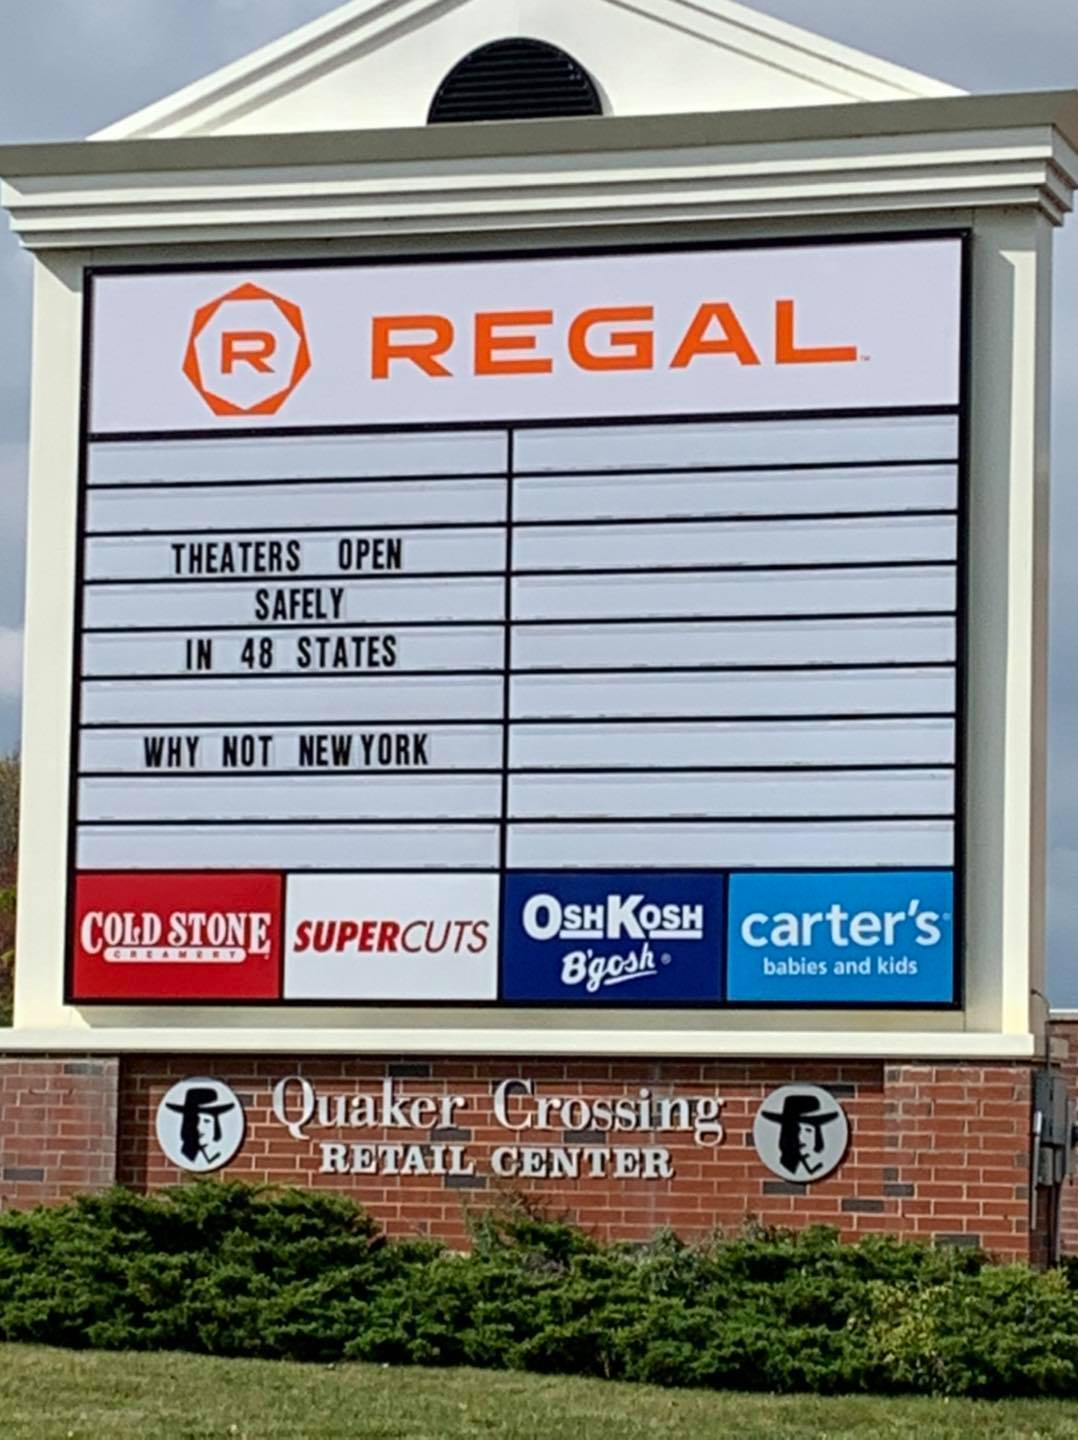 R REGAL™
THEATERS OPEN
SAFELY
IN 48 STATES
WHY NOT NEW YORK
COLD STONE
CREAMERY
SUPERCUTS
OSHKOSH
B'gosh®
carter's®
babies and kids
Quaker Crossing
RETAIL CENTER